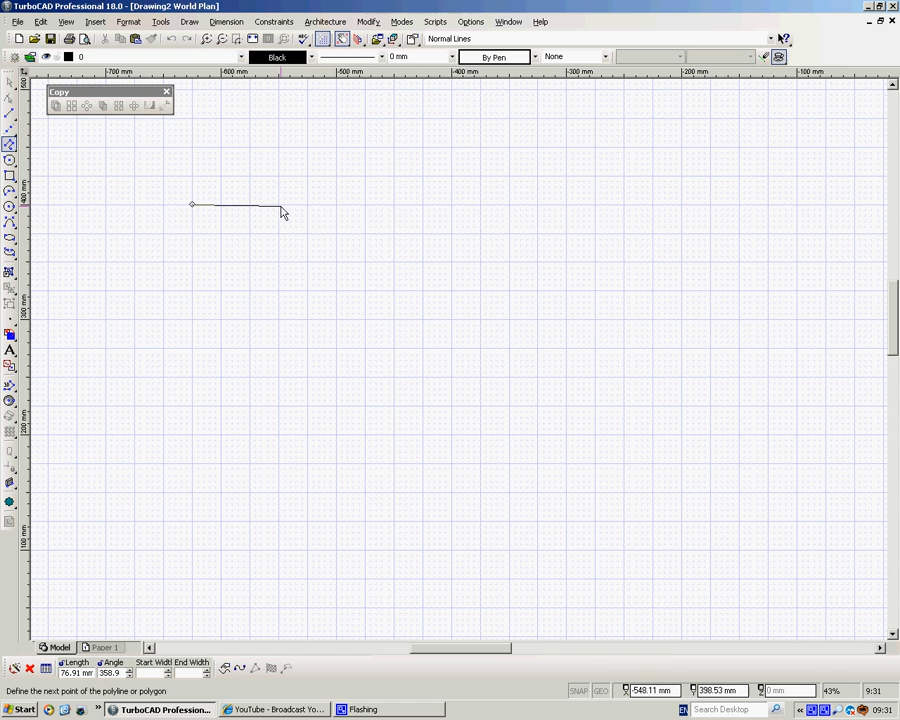 TurboCAD Professional 18.0 - [Drawing2 World Plan]
File Edit View Insert Format Tools Draw Dimension Constraints Architecture Modify Modes Scripts Options Window Help
Normal Lines
0 Black 0 mm By Pen None
-700 mm -600 mm -500 mm -400 mm -300 mm -200 mm -100 mm
Copy
400 mm
300 mm
200 mm
100 mm
Model Paper 1
Length Angle Start Width End Width
76.91 mm 358.9
Define the next point of the polyline or polygon
SNAP GEO X -548.11 mm Y 398.53 mm Z 0 mm 43% 9:31
Start TurboCAD Profession... YouTube - Broadcast Yo... Flashing EN Search Desktop 09:31